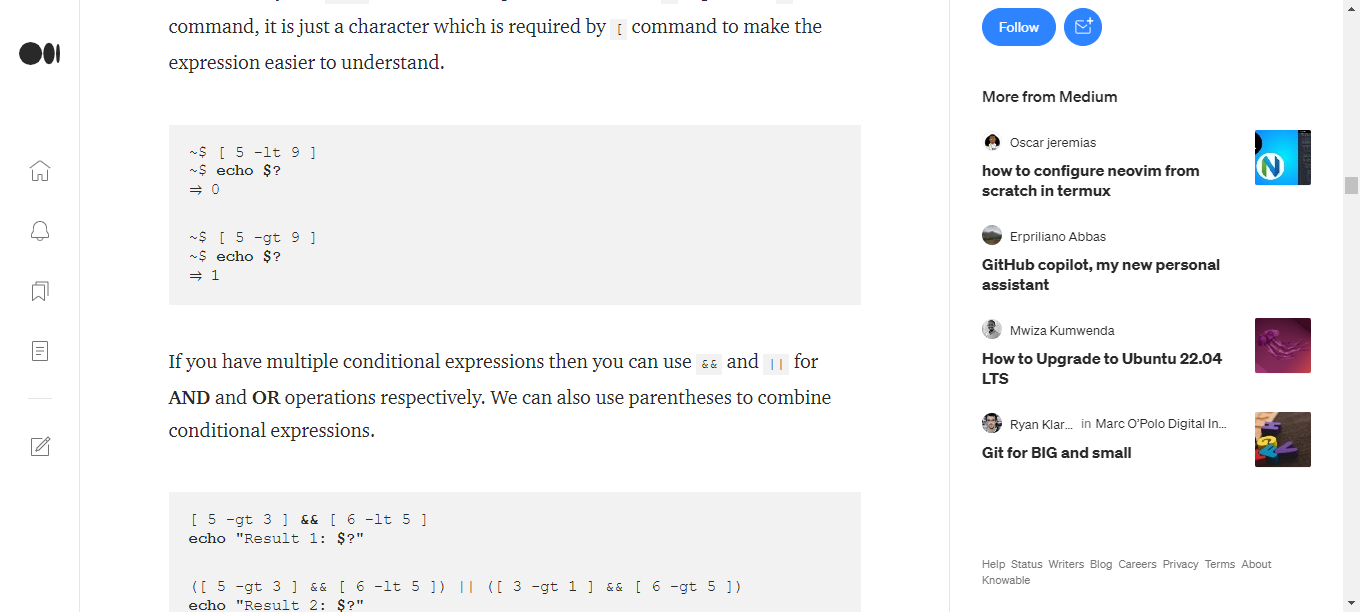 command, it is just a character which is required by [ command to make the
expression easier to understand.
~$ [ 5 -lt 9 ]
~$ echo $?
⇒ 0
~$ [ 5 -gt 9 ]
~$ echo $?
⇒ 1
If you have multiple conditional expressions then you can use && and || for
AND and OR operations respectively. We can also use parentheses to combine
conditional expressions.
[ 5 -gt 3 ] && [ 6 -lt 5 ]
echo "Result 1: $?"
([ 5 -gt 3 ] && [ 6 -lt 5 ]) || ([ 3 -gt 1 ] && [ 6 -gt 5 ])
echo "Result 2: $?"
Follow
More from Medium
Oscar jeremias
how to configure neovim from
scratch in termux
Erpriliano Abbas
GitHub copilot, my new personal
assistant
Mwiza Kumwenda
How to Upgrade to Ubuntu 22.04
LTS
Ryan Klar... in Marc O'Polo Digital In...
Git for BIG and small
Help Status Writers Blog Careers Privacy Terms About
Knowable